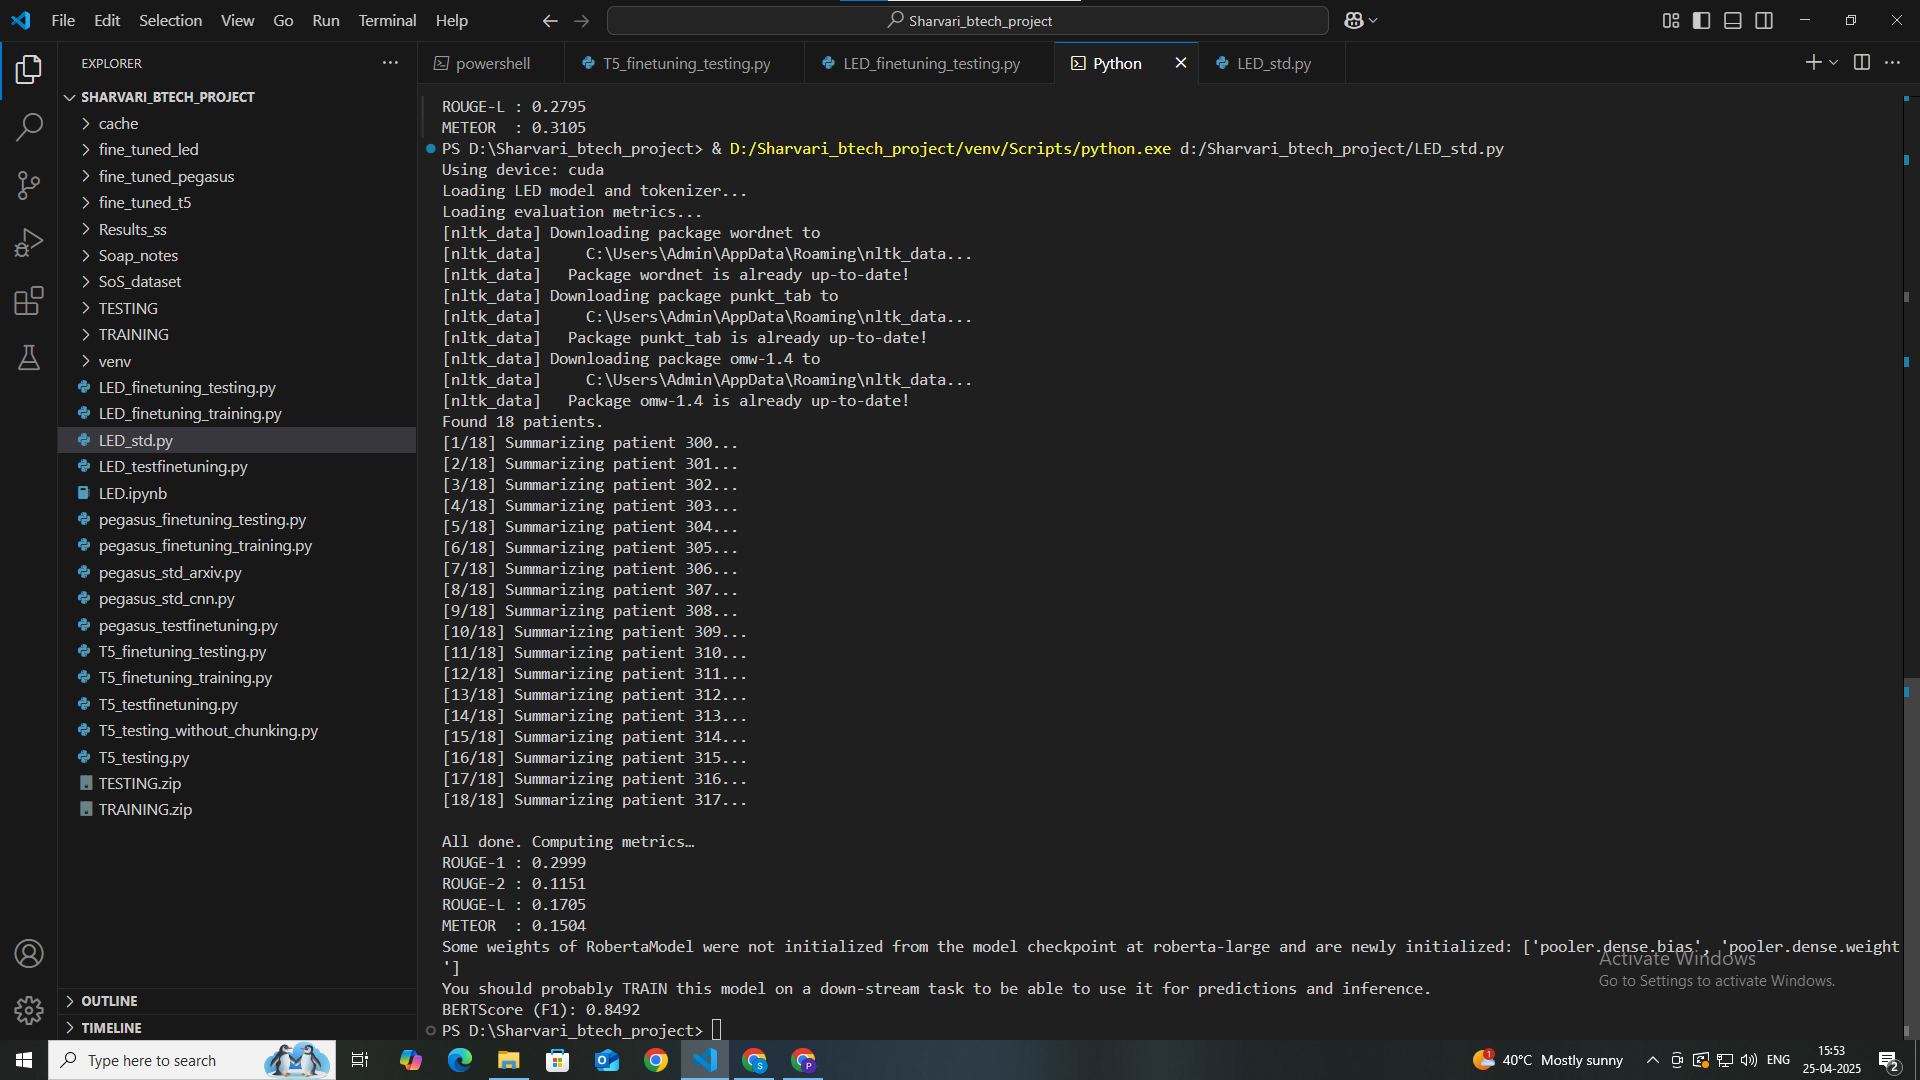 File Edit Selection View Go Run Terminal Help
Sharvari_btech_project
EXPLORER
powershell
T5_finetuning_testing.py
LED_finetuning_testing.py
Python
LED_std.py
SHARVARI_BTECH_PROJECT
cache
fine_tuned_led
fine_tuned_pegasus
fine_tuned_t5
Results_ss
Soap_notes
SoS_dataset
TESTING
TRAINING
venv
LED_finetuning_testing.py
LED_finetuning_training.py
LED_std.py
LED_testfinetuning.py
LED.ipynb
pegasus_finetuning_testing.py
pegasus_finetuning_training.py
pegasus_std_arxiv.py
pegasus_std_cnn.py
pegasus_testfinetuning.py
T5_finetuning_testing.py
T5_finetuning_training.py
T5_testfinetuning.py
T5_testing_without_chunking.py
T5_testing.py
TESTING.zip
TRAINING.zip
OUTLINE
TIMELINE
ROUGE-L : 0.2795
METEOR  : 0.3105
PS D:\Sharvari_btech_project> & D:/Sharvari_btech_project/venv/Scripts/python.exe d:/Sharvari_btech_project/LED_std.py
Using device: cuda
Loading LED model and tokenizer...
Loading evaluation metrics...
[nltk_data] Downloading package wordnet to
[nltk_data]     C:\Users\Admin\AppData\Roaming\nltk_data...
[nltk_data]   Package wordnet is already up-to-date!
[nltk_data] Downloading package punkt_tab to
[nltk_data]     C:\Users\Admin\AppData\Roaming\nltk_data...
[nltk_data]   Package punkt_tab is already up-to-date!
[nltk_data] Downloading package omw-1.4 to
[nltk_data]     C:\Users\Admin\AppData\Roaming\nltk_data...
[nltk_data]   Package omw-1.4 is already up-to-date!
Found 18 patients.
[1/18] Summarizing patient 300...
[2/18] Summarizing patient 301...
[3/18] Summarizing patient 302...
[4/18] Summarizing patient 303...
[5/18] Summarizing patient 304...
[6/18] Summarizing patient 305...
[7/18] Summarizing patient 306...
[8/18] Summarizing patient 307...
[9/18] Summarizing patient 308...
[10/18] Summarizing patient 309...
[11/18] Summarizing patient 310...
[12/18] Summarizing patient 311...
[13/18] Summarizing patient 312...
[14/18] Summarizing patient 313...
[15/18] Summarizing patient 314...
[16/18] Summarizing patient 315...
[17/18] Summarizing patient 316...
[18/18] Summarizing patient 317...
All done. Computing metrics…
ROUGE-1 : 0.2999
ROUGE-2 : 0.1151
ROUGE-L : 0.1705
METEOR  : 0.1504
Some weights of RobertaModel were not initialized from the model checkpoint at roberta-large and are newly initialized: ['pooler.dense.bias', 'pooler.dense.weight
']
You should probably TRAIN this model on a down-stream task to be able to use it for predictions and inference.
BERTScore (F1): 0.8492
PS D:\Sharvari_btech_project>
Activate Windows
Go to Settings to activate Windows.
Type here to search
S
P
1
40°C Mostly sunny
ENG
15:53
25-04-2025
2